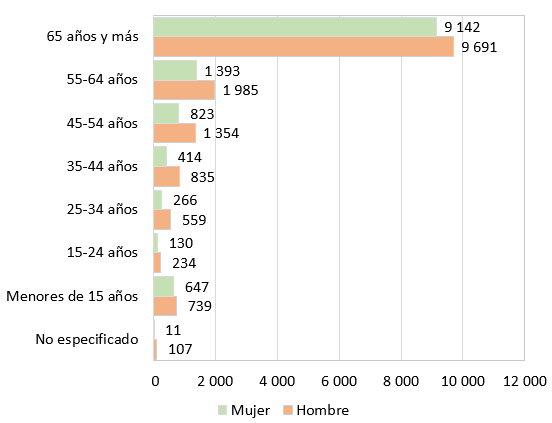 65 años y más
9 142
9 691
55-64 años
1 393
1 985
45-54 años
823
1 354
35-44 años
414
835
25-34 años
266
559
15-24 años
130
234
Menores de 15 años
647
739
No especificado
11
107
0 2 000 4 000 6 000 8 000 10 000 12 000
Mujer Hombre